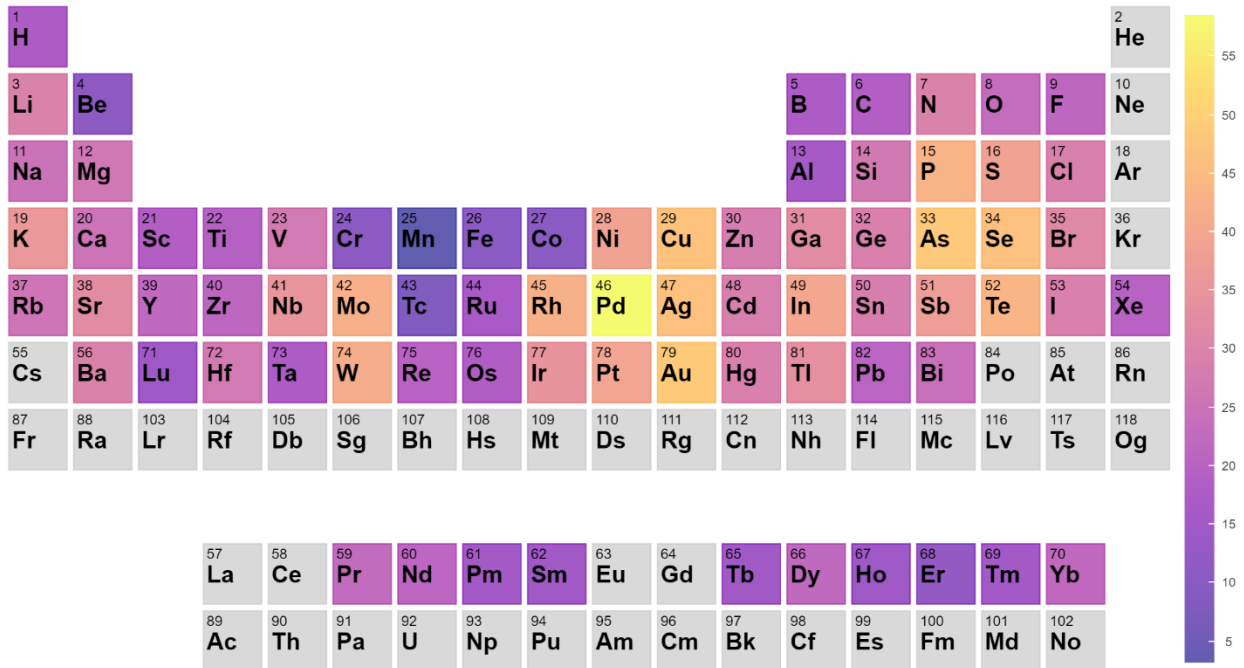 1 2
H He
3 4 5 6 7 8 9 10
Li Be B C N O F Ne
11 12 13 14 15 16 17 18
Na Mg Al Si P S Cl Ar
19 20 21 22 23 24 25 26 27 28 29 30 31 32 33 34 35 36
K Ca Sc Ti V Cr Mn Fe Co Ni Cu Zn Ga Ge As Se Br Kr
37 38 39 40 41 42 43 44 45 46 47 48 49 50 51 52 53 54
Rb Sr Y Zr Nb Mo Tc Ru Rh Pd Ag Cd In Sn Sb Te I Xe
55 56 71 72 73 74 75 76 77 78 79 80 81 82 83 84 85 86
Cs Ba Lu Hf Ta W Re Os Ir Pt Au Hg Tl Pb Bi Po At Rn
87 88 103 104 105 106 107 108 109 110 111 112 113 114 115 116 117 118
Fr Ra Lr Rf Db Sg Bh Hs Mt Ds Rg Cn Nh Fl Mc Lv Ts Og
57 58 59 60 61 62 63 64 65 66 67 68 69 70
La Ce Pr Nd Pm Sm Eu Gd Tb Dy Ho Er Tm Yb
89 90 91 92 93 94 95 96 97 98 99 100 101 102
Ac Th Pa U Np Pu Am Cm Bk Cf Es Fm Md No
55
50
45
40
35
30
25
20
15
10
5